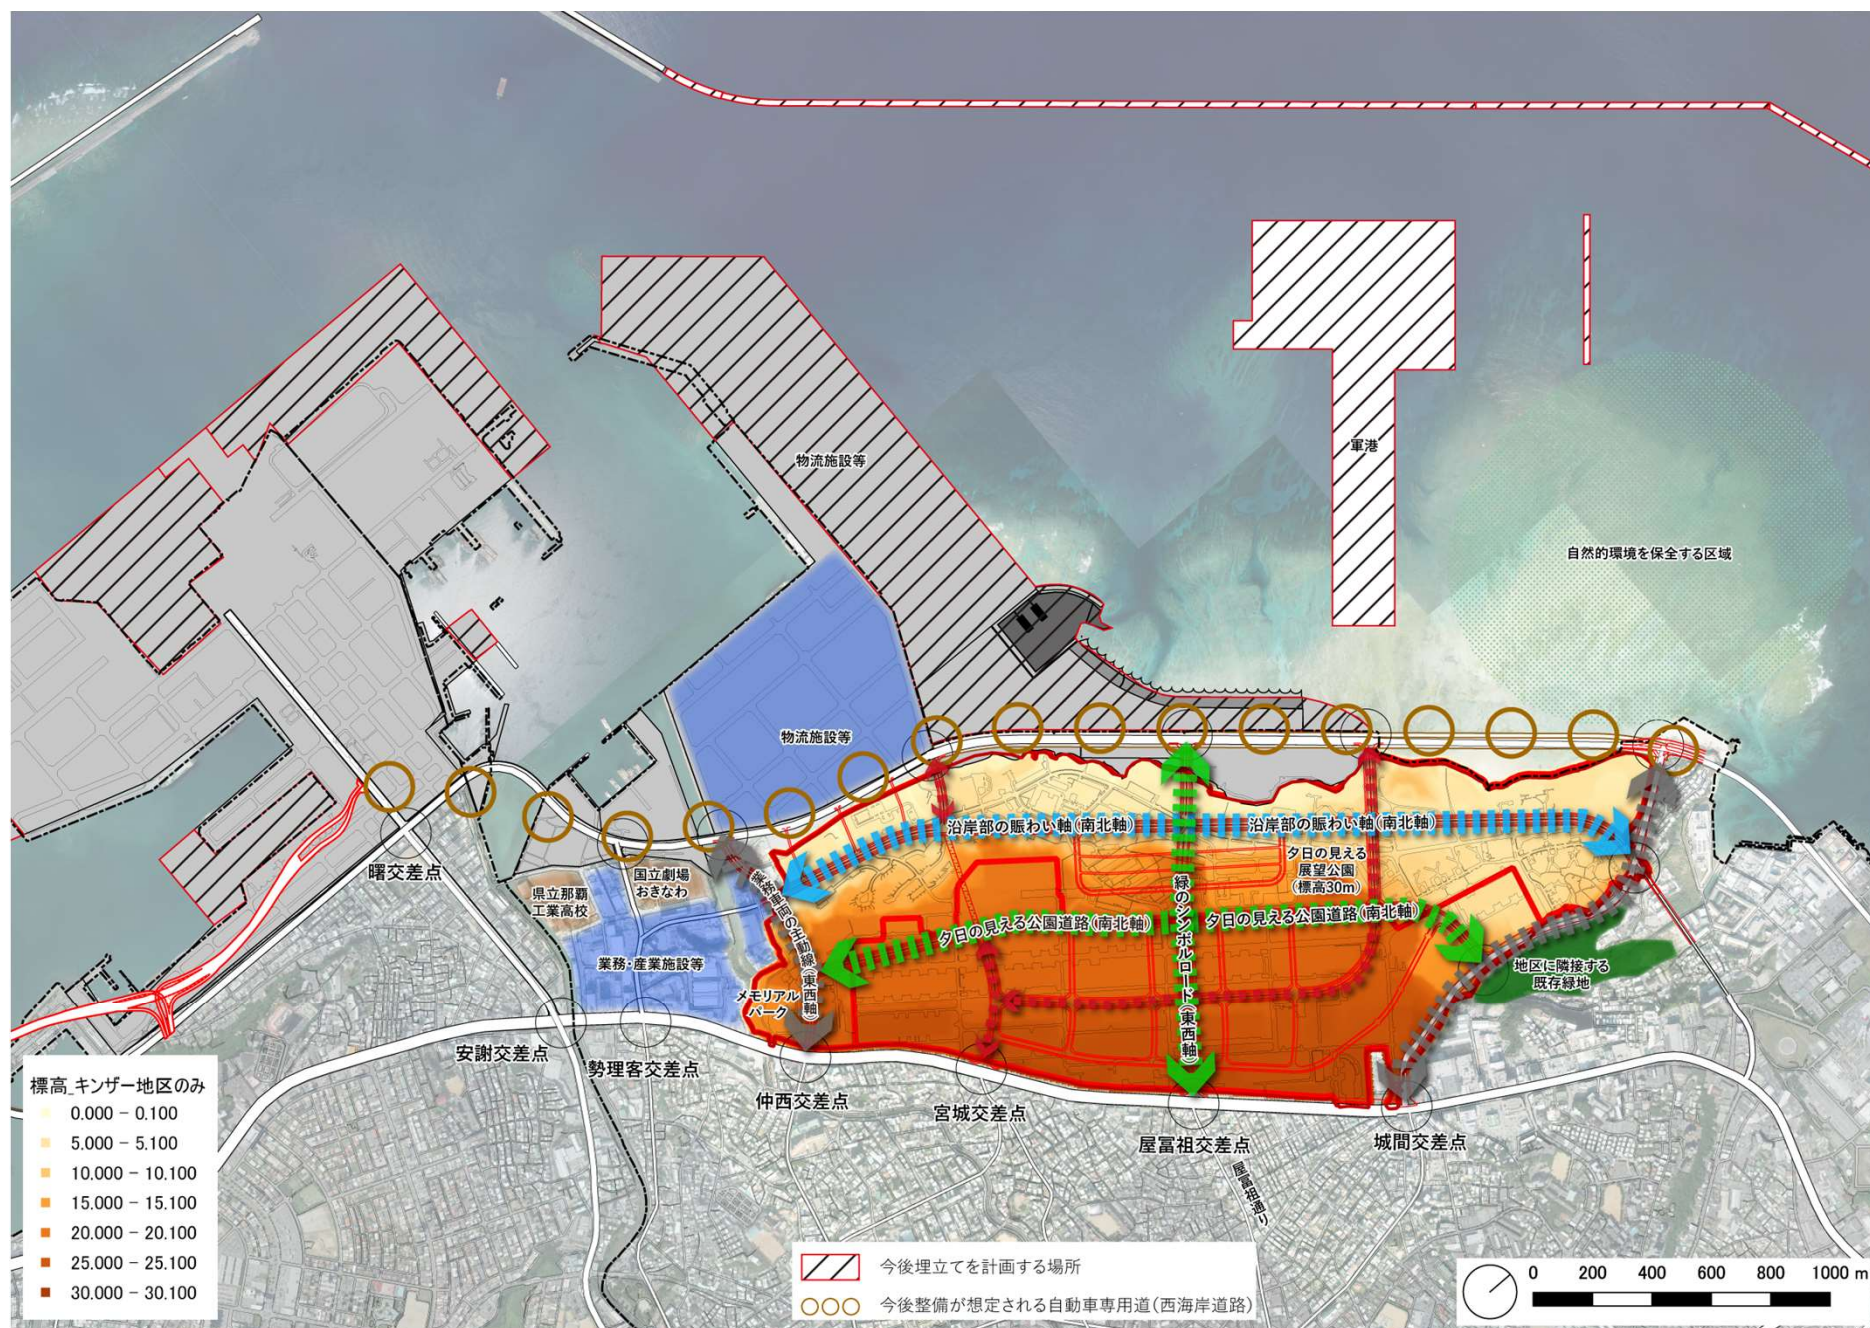 物流施設等
軍港
自然的環境を保全する区域
物流施設等
沿岸部の賑わい軸(南北軸)
沿岸部の賑わい軸(南北軸)
曙交差点
県立那覇
工業高校
国立劇場
おきなわ
業務車両の主動線(東西軸)
緑のシンボルロード(東西軸)
夕日の見える
展望公園
(標高30m)
夕日の見える公園道路(南北軸)
夕日の見える公園道路(南北軸)
業務・産業施設等
メモリアル
パーク
地区に隣接する
既存緑地
安謝交差点
勢理客交差点
仲西交差点
宮城交差点
屋冨祖交差点
城間交差点
屋冨祖通り
標高_キンザー地区のみ
0.000 − 0.100
5.000 − 5.100
10.000 − 10.100
15.000 − 15.100
20.000 − 20.100
25.000 − 25.100
30.000 − 30.100
今後埋立てを計画する場所
今後整備が想定される自動車専用道(西海岸道路)
0 200 400 600 800 1000 m